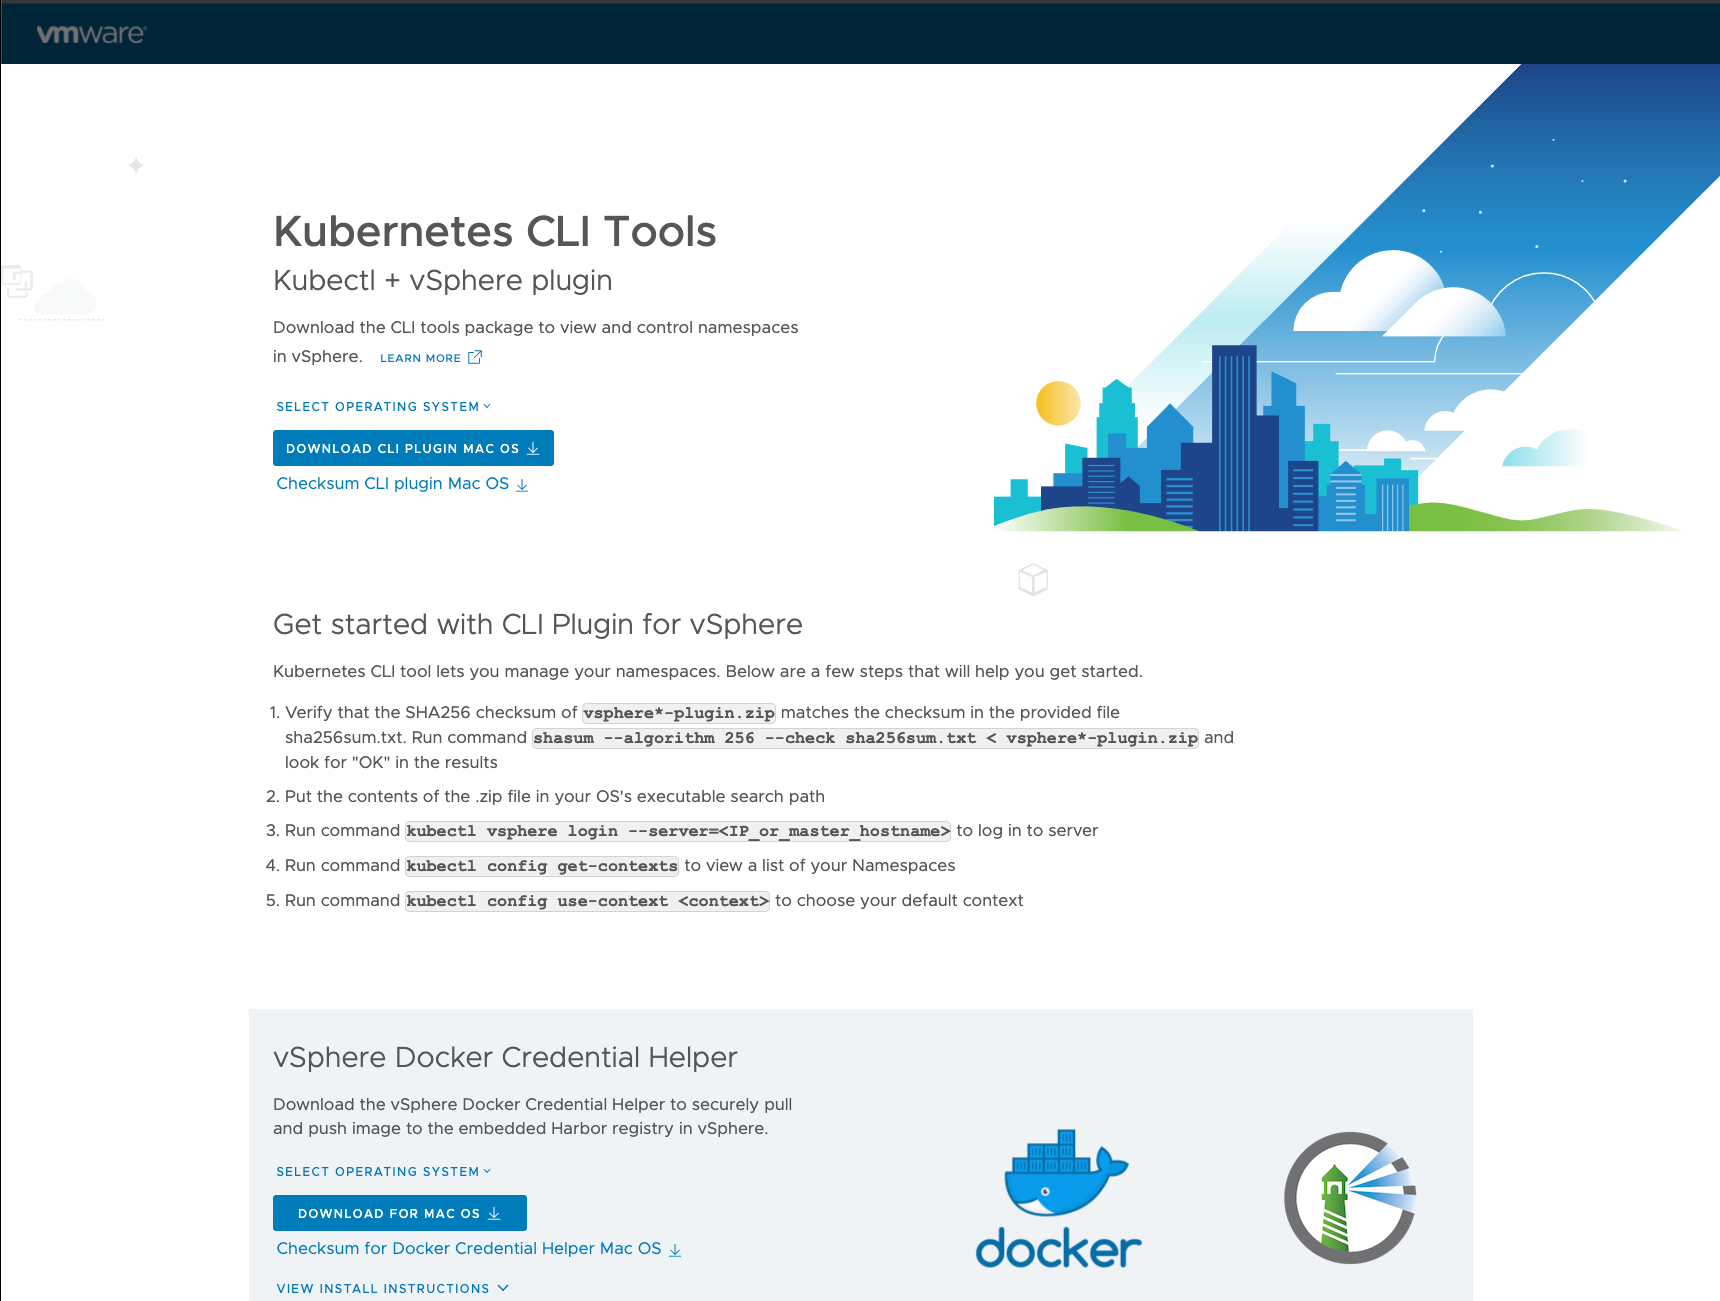 vmware®
Kubernetes CLI Tools
Kubectl + vSphere plugin
Download the CLI tools package to view and control namespaces
in vSphere. LEARN MORE
SELECT OPERATING SYSTEM
DOWNLOAD CLI PLUGIN MAC OS
Checksum CLI plugin Mac OS
Get started with CLI Plugin for vSphere
Kubernetes CLI tool lets you manage your namespaces. Below are a few steps that will help you get started.
1. Verify that the SHA256 checksum of vsphere*-plugin.zip matches the checksum in the provided file
sha256sum.txt. Run command shasum --algorithm 256 --check sha256sum.txt < vsphere*-plugin.zip and
look for "OK" in the results
2. Put the contents of the .zip file in your OS's executable search path
3. Run command kubectl vsphere login --server=<IP_or_master_hostname> to log in to server
4. Run command kubectl config get-contexts to view a list of your Namespaces
5. Run command kubectl config use-context <context> to choose your default context
vSphere Docker Credential Helper
Download the vSphere Docker Credential Helper to securely pull
and push image to the embedded Harbor registry in vSphere.
SELECT OPERATING SYSTEM
DOWNLOAD FOR MAC OS
Checksum for Docker Credential Helper Mac OS
VIEW INSTALL INSTRUCTIONS
docker